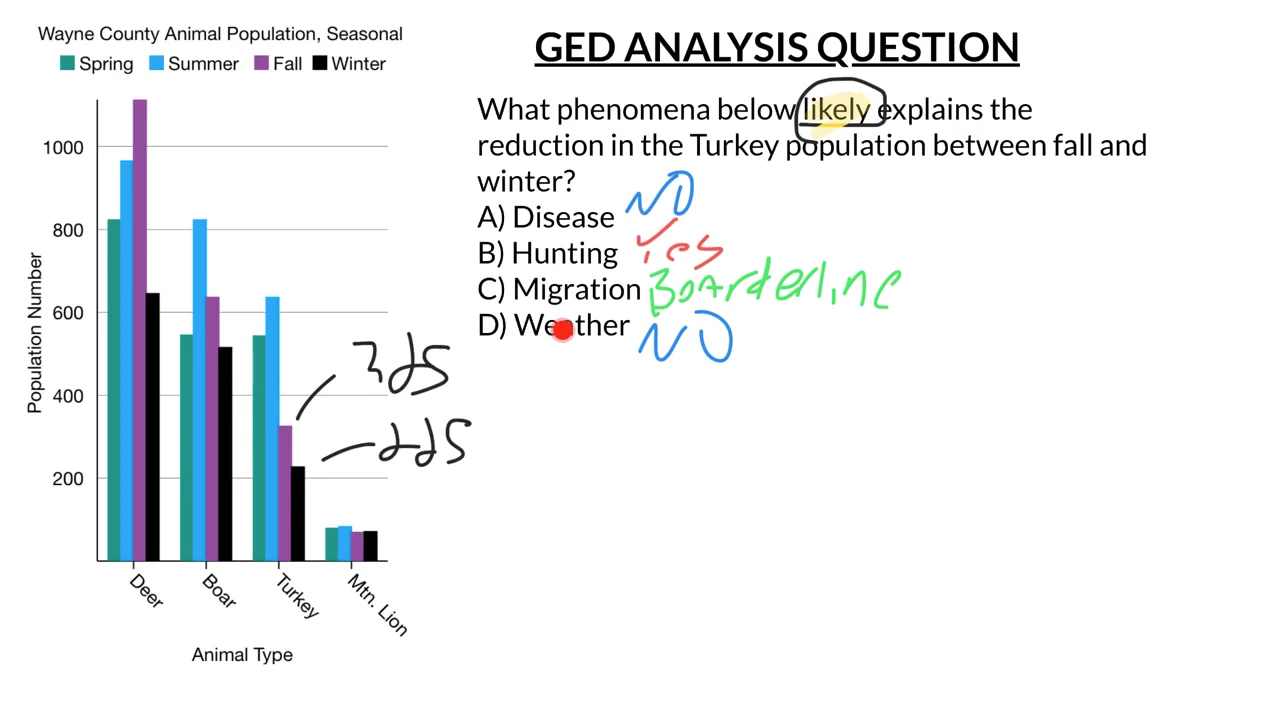 Wayne County Animal Population, Seasonal
Spring Summer Fall Winter
1000
800
600
400
200
Population Number
Deer
Boar
Turkey
Mtn. Lion
Animal Type
325
225
GED ANALYSIS QUESTION
What phenomena below likely explains the
reduction in the Turkey population between fall and
winter?
A) Disease NO
B) Hunting Yes
C) Migration Boarderline
D) Weather NO